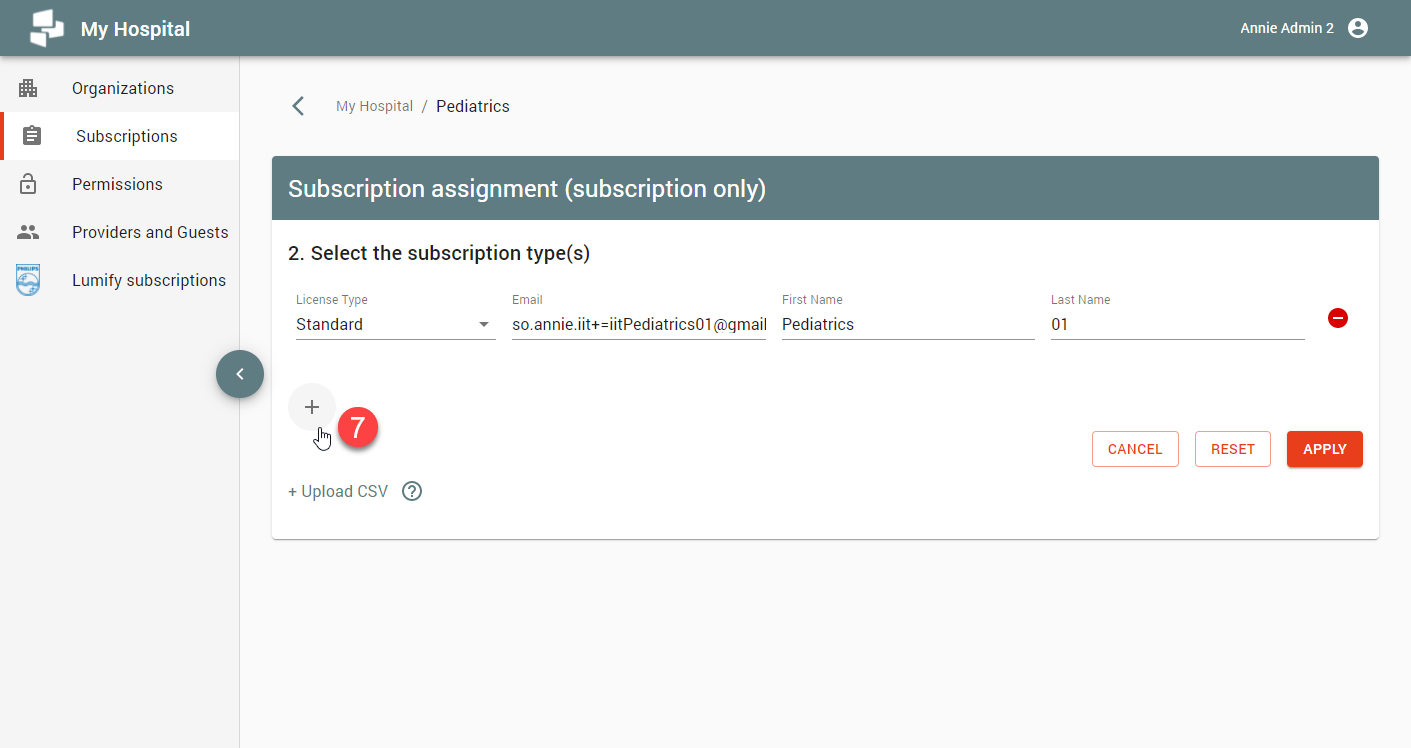 My Hospital
Annie Admin 2
Organizations
Subscriptions
Permissions
Providers and Guests
PHILIPS
Lumify subscriptions
My Hospital / Pediatrics
Subscription assignment (subscription only)
2. Select the subscription type(s)
License Type Email First Name Last Name
Standard so.annie.iit+=iitPediatrics01@gmail Pediatrics 01
7
CANCEL RESET APPLY
+ Upload CSV ?